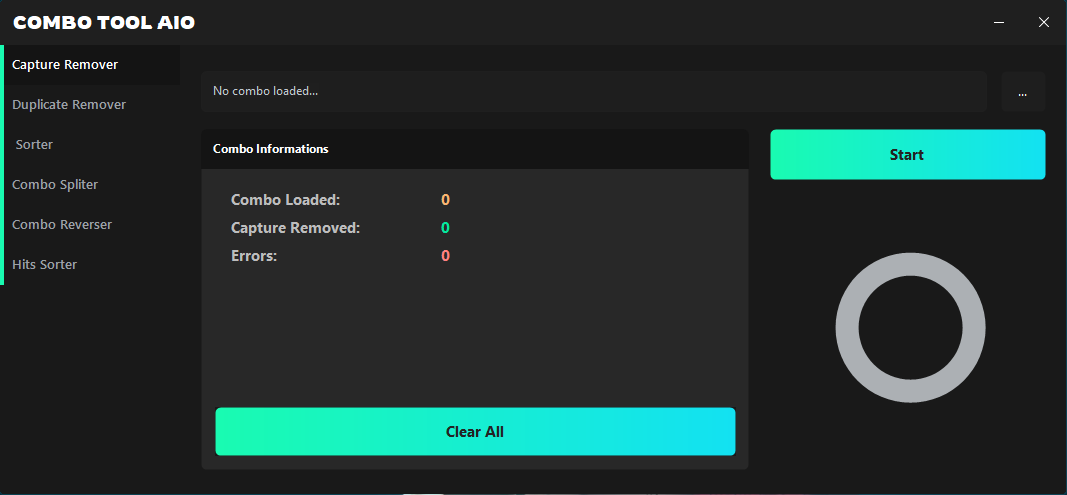 COMBO TOOL AIO
Capture Remover
Duplicate Remover
Sorter
Combo Spliter
Combo Reverser
Hits Sorter
No combo loaded...
...
Combo Informations
Combo Loaded: 0
Capture Removed: 0
Errors: 0
Clear All
Start